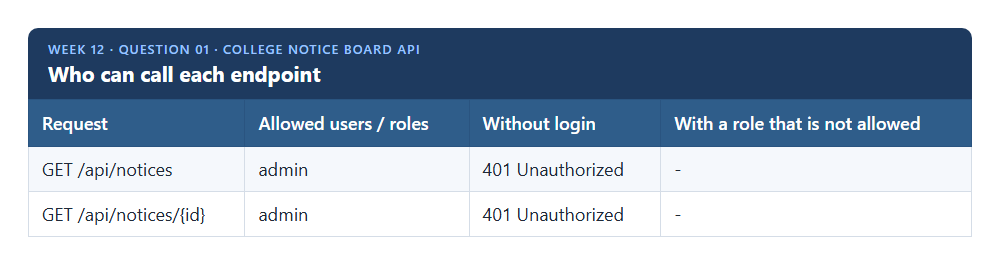 WEEK 12 · QUESTION 01 · COLLEGE NOTICE BOARD API
Who can call each endpoint
Request Allowed users / roles Without login With a role that is not allowed
GET /api/notices admin 401 Unauthorized -
GET /api/notices/{id} admin 401 Unauthorized -